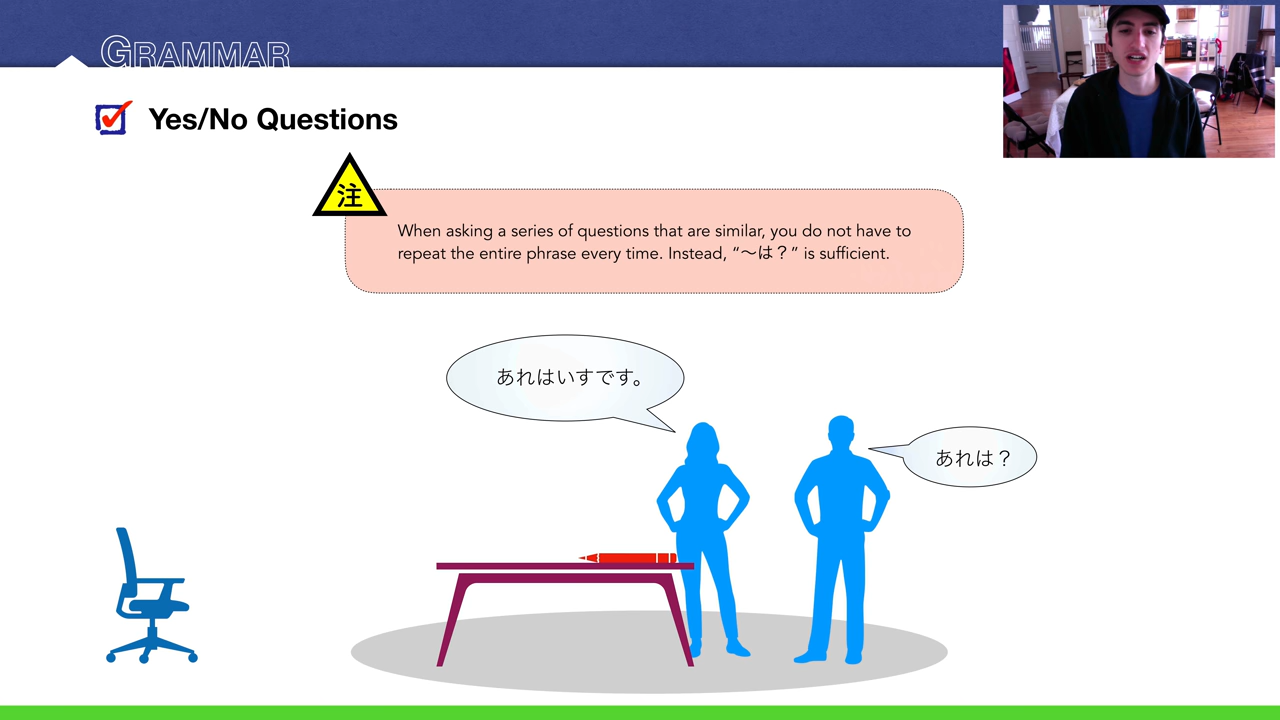 GRAMMAR
Yes/No Questions
注
When asking a series of questions that are similar, you do not have to
repeat the entire phrase every time. Instead, “〜は？” is sufficient.
あれはいすです。
あれは？